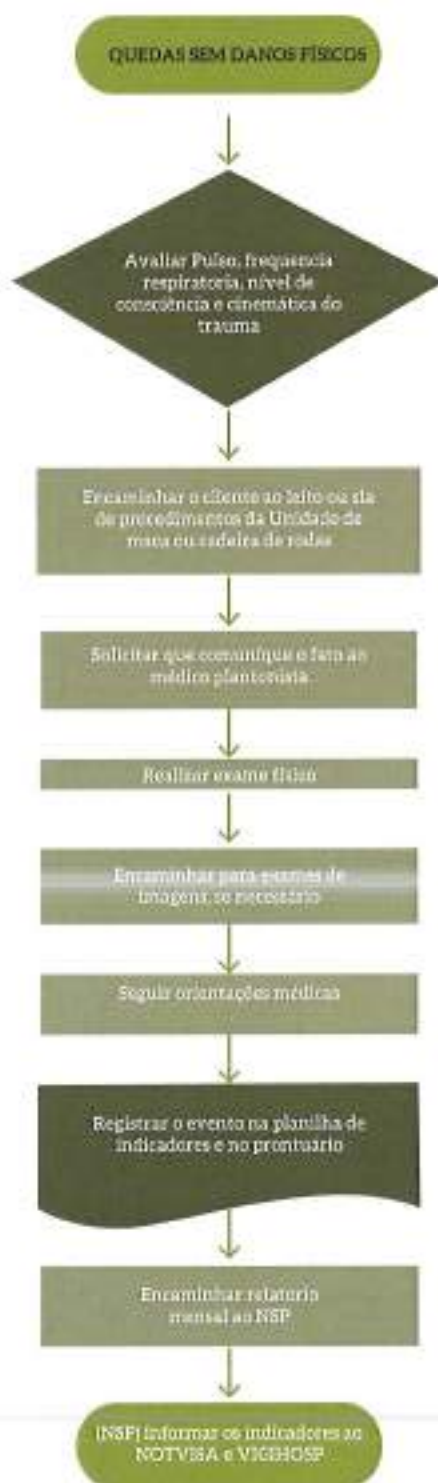 QUEDAS SEM DANOS FÍSICOS
Avaliar Pulso, frequencia
respiratoria, nível de
consciência e cinemática do
trauma
Encaminhar o cliente ao leito ou sla
de procedimentos da Unidade de
maca ou cadeira de rodas
Solicitar que comunique o fato ao
médico plantonista
Realizar exame físico
Encaminhar para exames de
imagens, se necessário
Seguir orientações médicas
Registrar o evento na planilha de
indicadores e no prontuário
Encaminhar relatorio
mensal ao NSP
(NSP) informar os indicadores ao
NOTVISA e VIGIHOSP